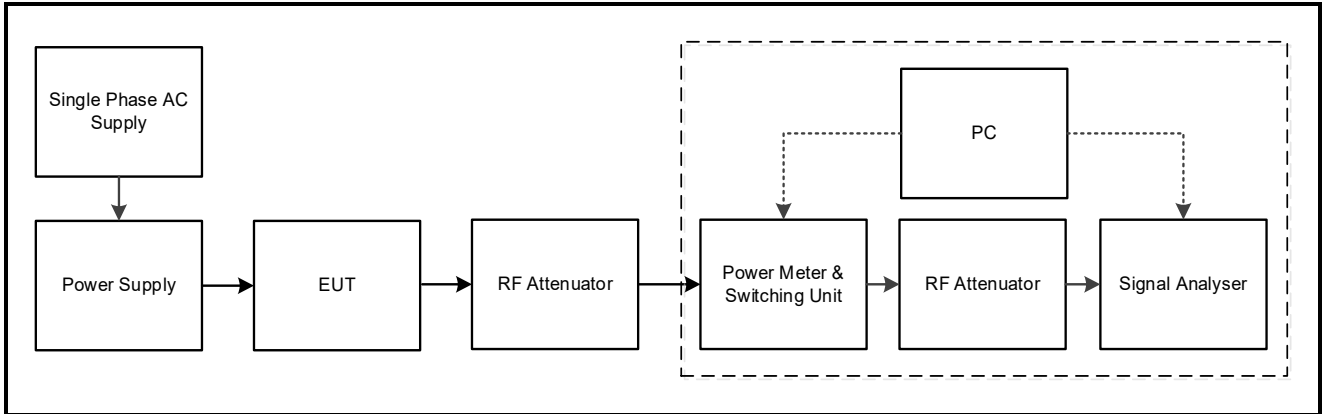 Single Phase AC
Supply
PC
Power Supply
EUT
RF Attenuator
Power Meter &
Switching Unit
RF Attenuator
Signal Analyser